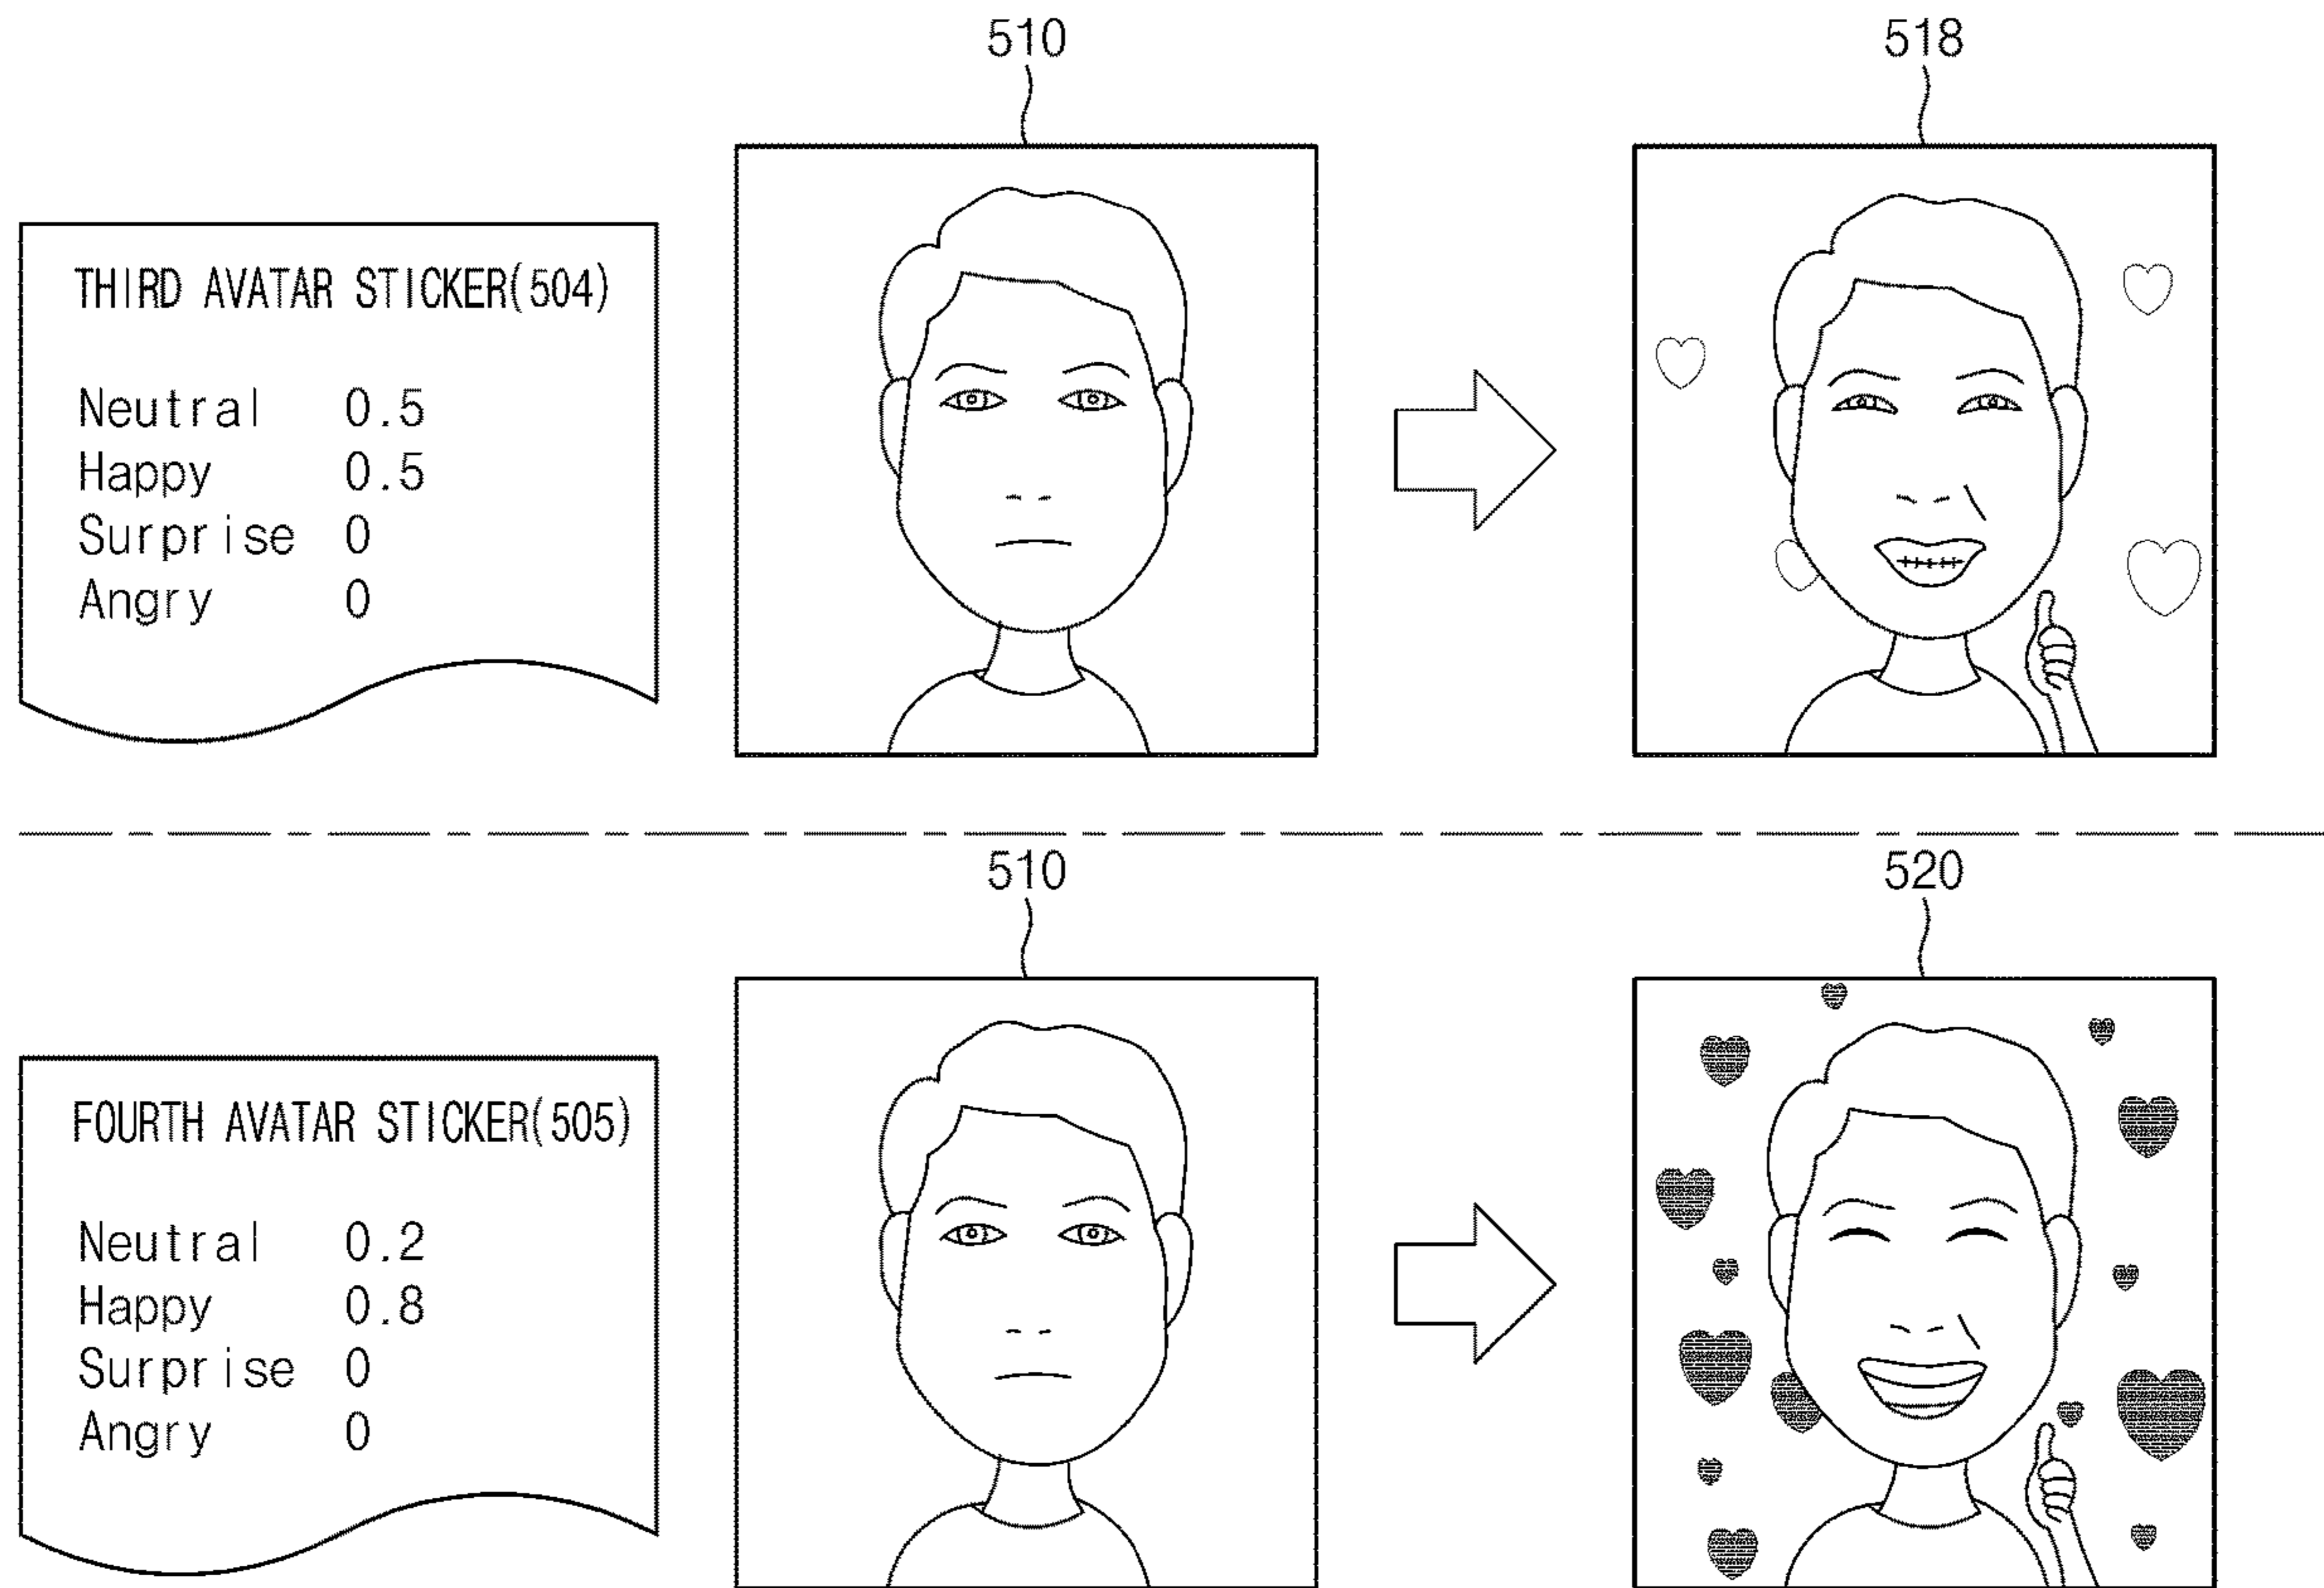 510
518
THIRD AVATAR STICKER(504)
Neutral 0.5
Happy 0.5
Surprise 0
Angry 0
510
520
FOURTH AVATAR STICKER(505)
Neutral 0.2
Happy 0.8
Surprise 0
Angry 0